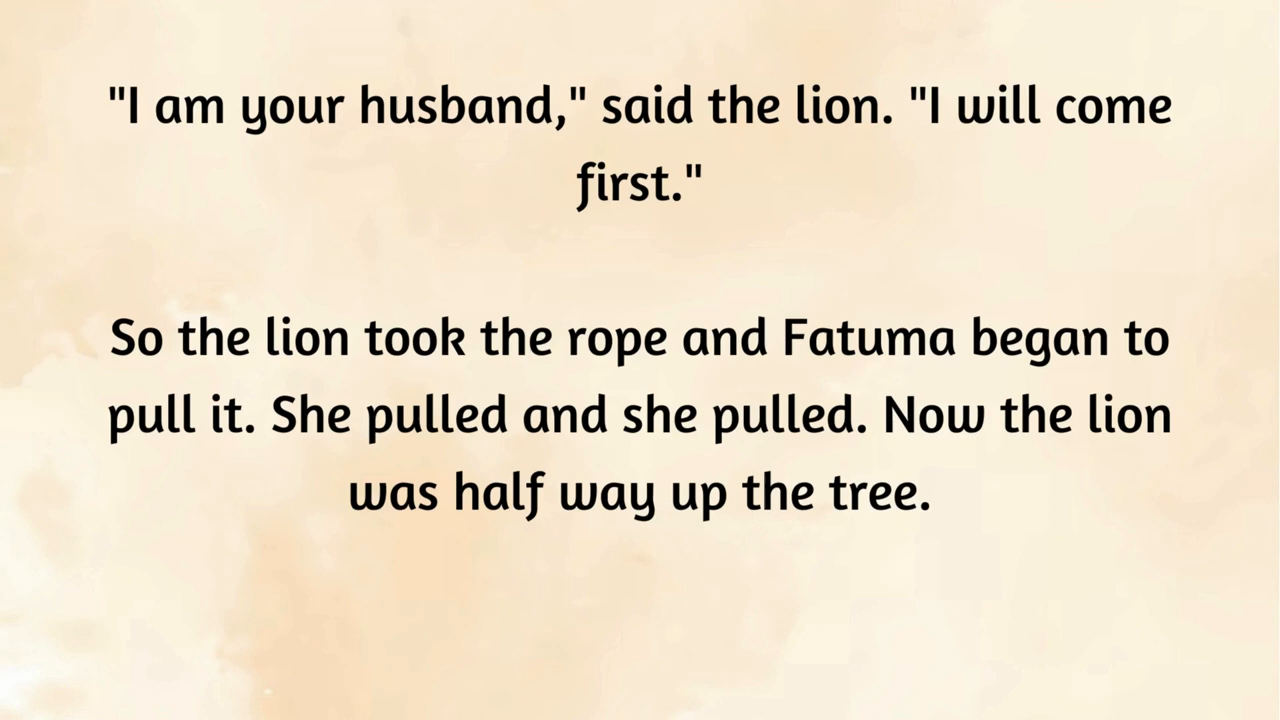 "I am your husband," said the lion. "I will come
first."
So the lion took the rope and Fatuma began to
pull it. She pulled and she pulled. Now the lion
was half way up the tree.